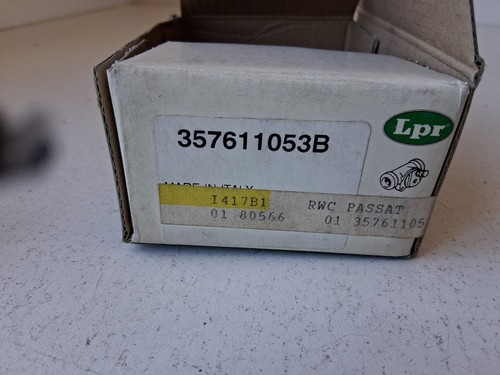 Lpr
357611053B
MADE IN ITALY
I417B1 RWC PASSAT
01 80566 01 35761105